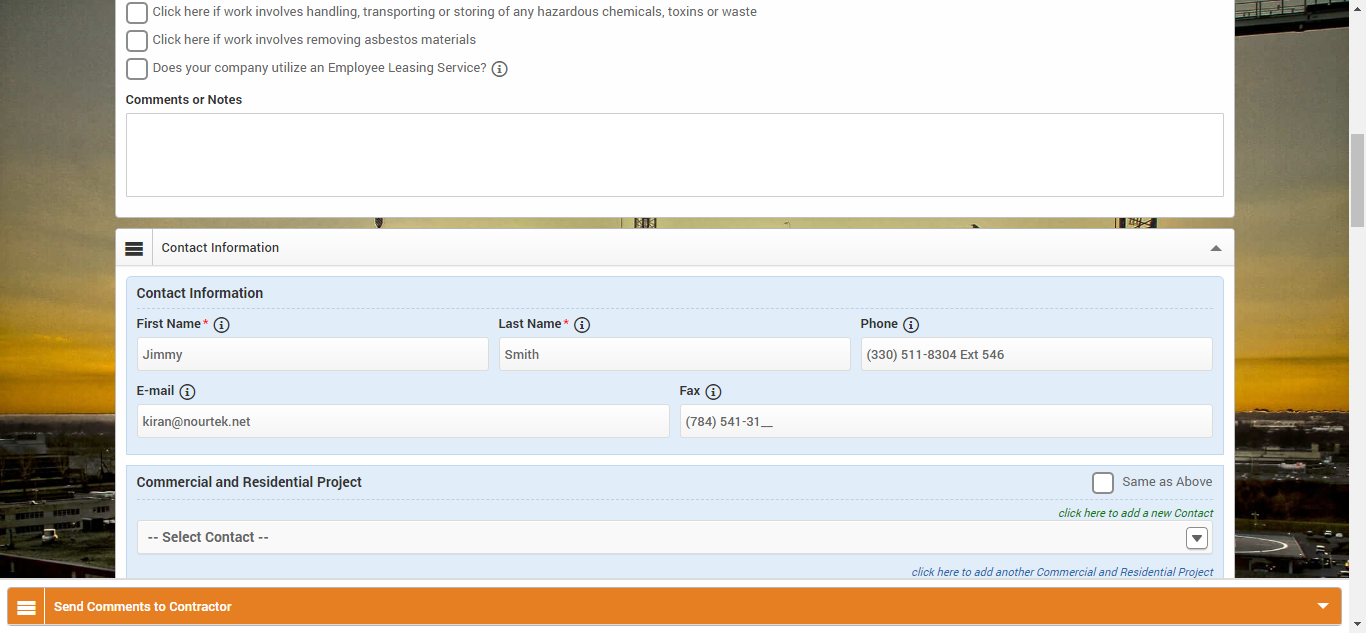 Click here if work involves handling, transporting or storing of any hazardous chemicals, toxins or waste
Click here if work involves removing asbestos materials
Does your company utilize an Employee Leasing Service?
Comments or Notes
Contact Information
Contact Information
First Name* Last Name* Phone
Jimmy Smith (330) 511-8304 Ext 546
E-mail Fax
kiran@nourtek.net (784) 541-31__
Commercial and Residential Project Same as Above
click here to add a new Contact
-- Select Contact --
click here to add another Commercial and Residential Project
Send Comments to Contractor